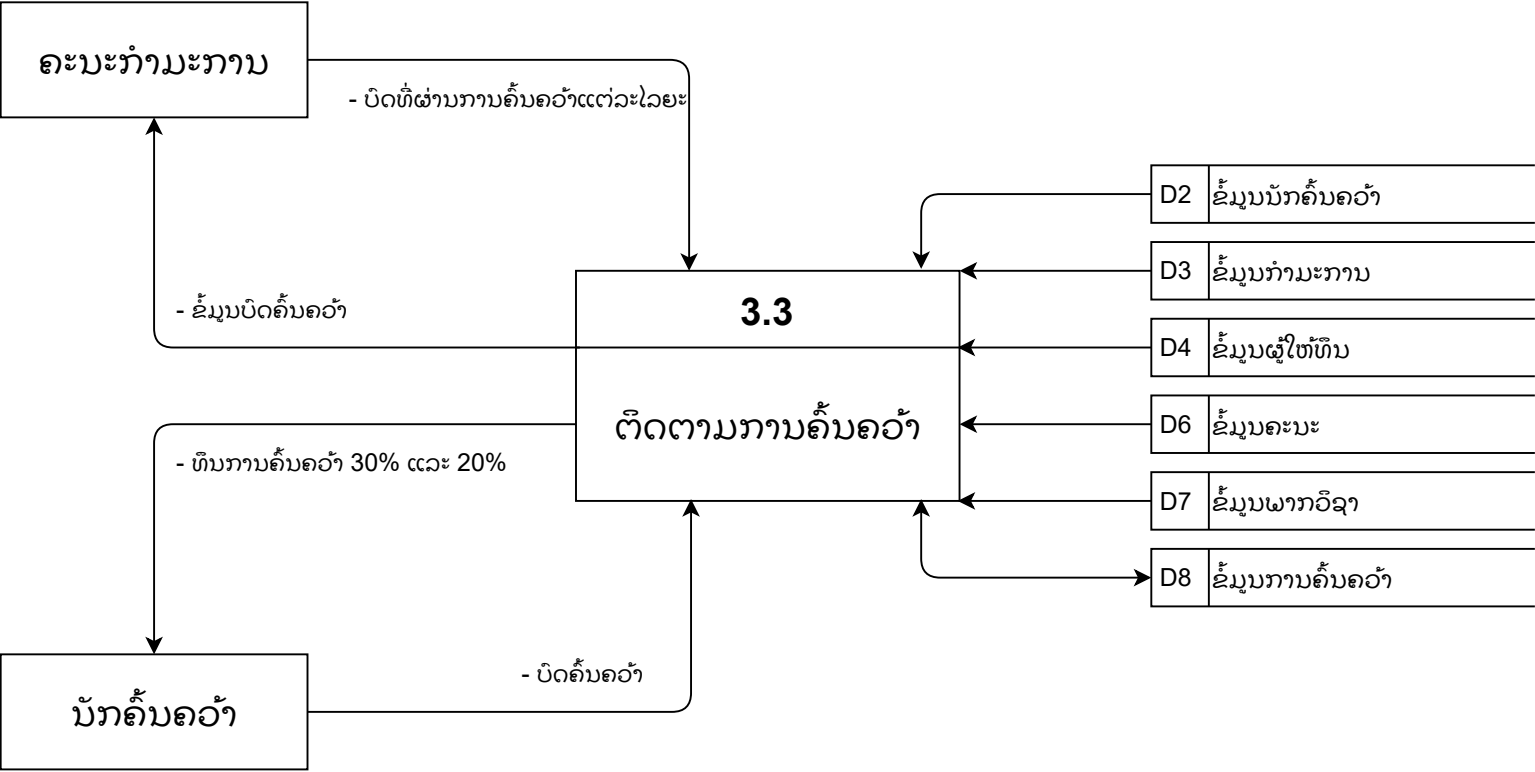 ຄະນະກຳມະການ
- ບົດທີ່ຜ່ານການຄົ້ນຄວ້າແຕ່ລະໄລຍະ
D2 ຂໍ້ມູນນັກຄົ້ນຄວ້າ
D3 ຂໍ້ມູນກຳມະການ
3.3
- ຂໍ້ມູນບົດຄົ້ນຄວ້າ
D4 ຂໍ້ມູນຜູ້ໃຫ້ທຶນ
ຕິດຕາມການຄົ້ນຄວ້າ
D6 ຂໍ້ມູນຄະນະ
- ທຶນການຄົ້ນຄວ້າ 30% ແລະ 20%
D7 ຂໍ້ມູນພາກວິຊາ
D8 ຂໍ້ມູນການຄົ້ນຄວ້າ
- ບົດຄົ້ນຄວ້າ
ນັກຄົ້ນຄວ້າ